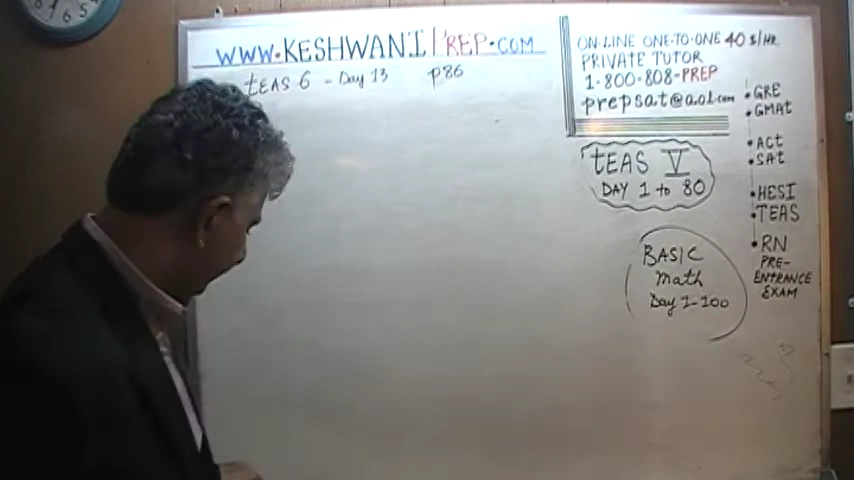 WWW.KESHWANIPREP.COM
tEAS 6 - Day 13 p86
ON-LINE ONE-TO-ONE 40 $/HR
PRIVATE TUTOR
1-800-808-PREP
prepsat@aol.com
GRE
GMAt
ACT
SAt
HESI
TEAS
RN
PRE-
ENTRANCE
EXAM
tEAS V
DAY 1 to 80
BASIC
math
Day 1-100